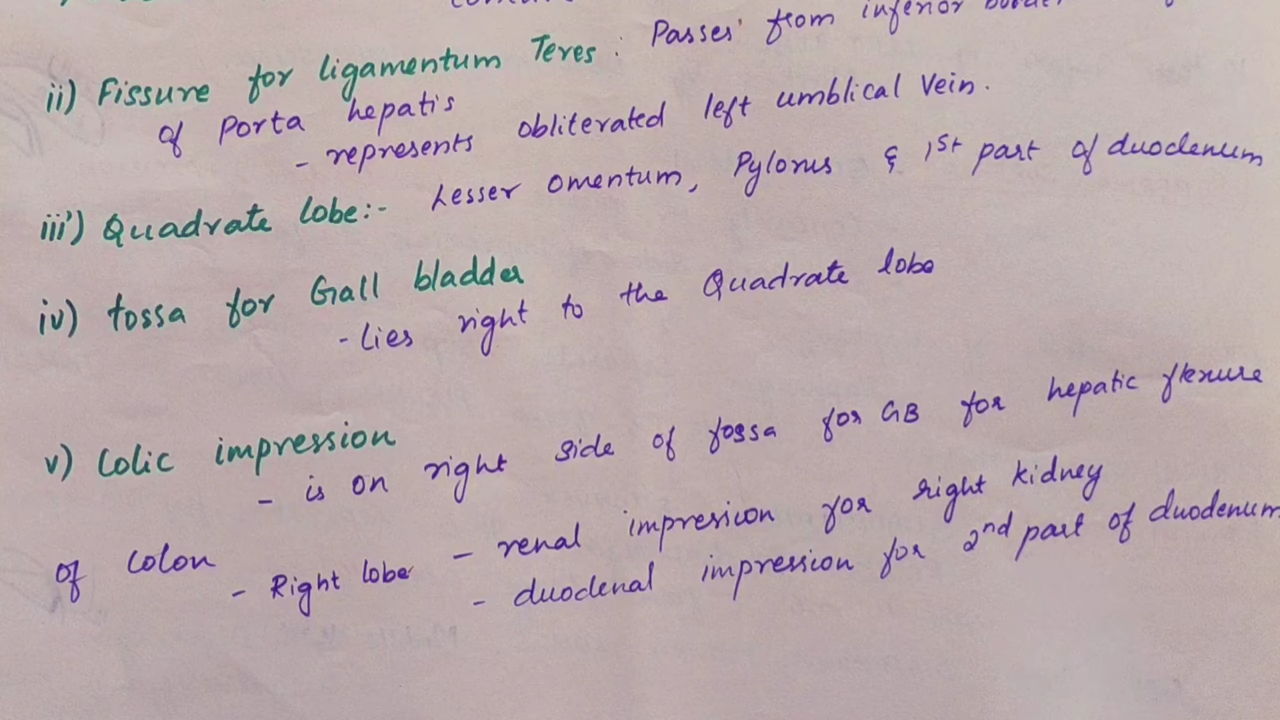 ii) Fissure for ligamentum Teres : Passes from inferior
of Porta hepatis
- represents obliterated left umblical Vein.
iii) Quadrate lobe:- Lesser omentum, Pylorus & 1st part of duodenum
iv) fossa for Gall bladder
- Lies right to the Quadrate lobe
v) Colic impression
- is on right side of fossa for GB for hepatic flexure
of colon
- Right lobe - renal impression for right kidney
- duodenal impression for 2nd part of duodenum